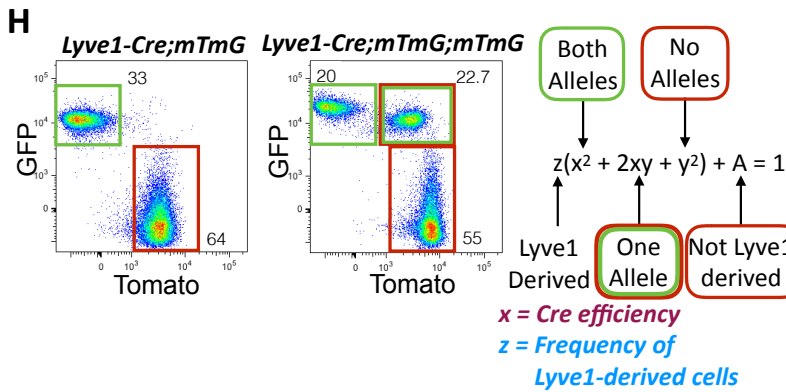 H
Lyve1-Cre;mTmG
Lyve1-Cre;mTmG;mTmG
GFP
10⁵
10⁴
10³
0
33
64
0
10³
10⁴
10⁵
Tomato
GFP
10⁵
10⁴
10³
0
20
22.7
55
0
10³
10⁴
10⁵
Tomato
Both
Alleles
No
Alleles
z(x² + 2xy + y²) + A = 1
Lyve1
Derived
One
Allele
Not Lyve1
derived
x = Cre efficiency
z = Frequency of
Lyve1-derived cells